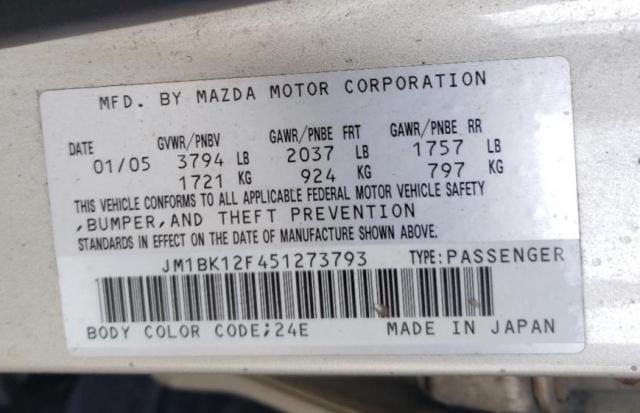 MFD. BY MAZDA MOTOR CORPORATION
DATE GVWR/PNBV GAWR/PNBE FRT GAWR/PNBE RR
01/05 3794 LB 2037 LB 1757 LB
1721 KG 924 KG 797 KG
THIS VEHICLE CONFORMS TO ALL APPLICABLE FEDERAL MOTOR VEHICLE SAFETY
,BUMPER,AND THEFT PREVENTION
STANDARDS IN EFFECT ON THE DATE OF MANUFACTURE SHOWN ABOVE.
JM1BK12F451273793 TYPE:PASSENGER
BODY COLOR CODE;24E MADE IN JAPAN